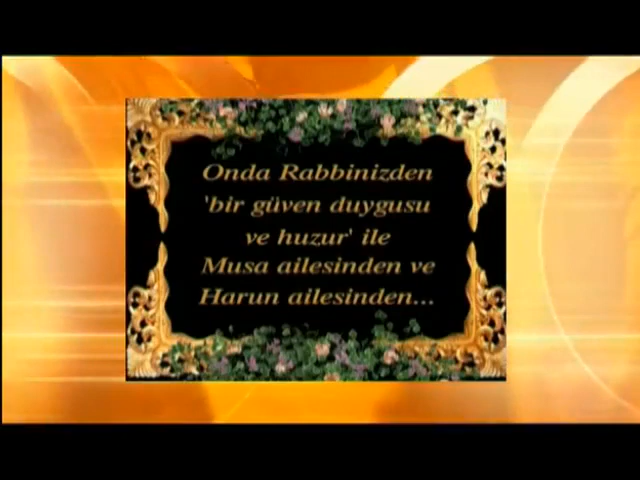 Onda Rabbinizden
'bir güven duygusu
ve huzur' ile
Musa ailesinden ve
Harun ailesinden...